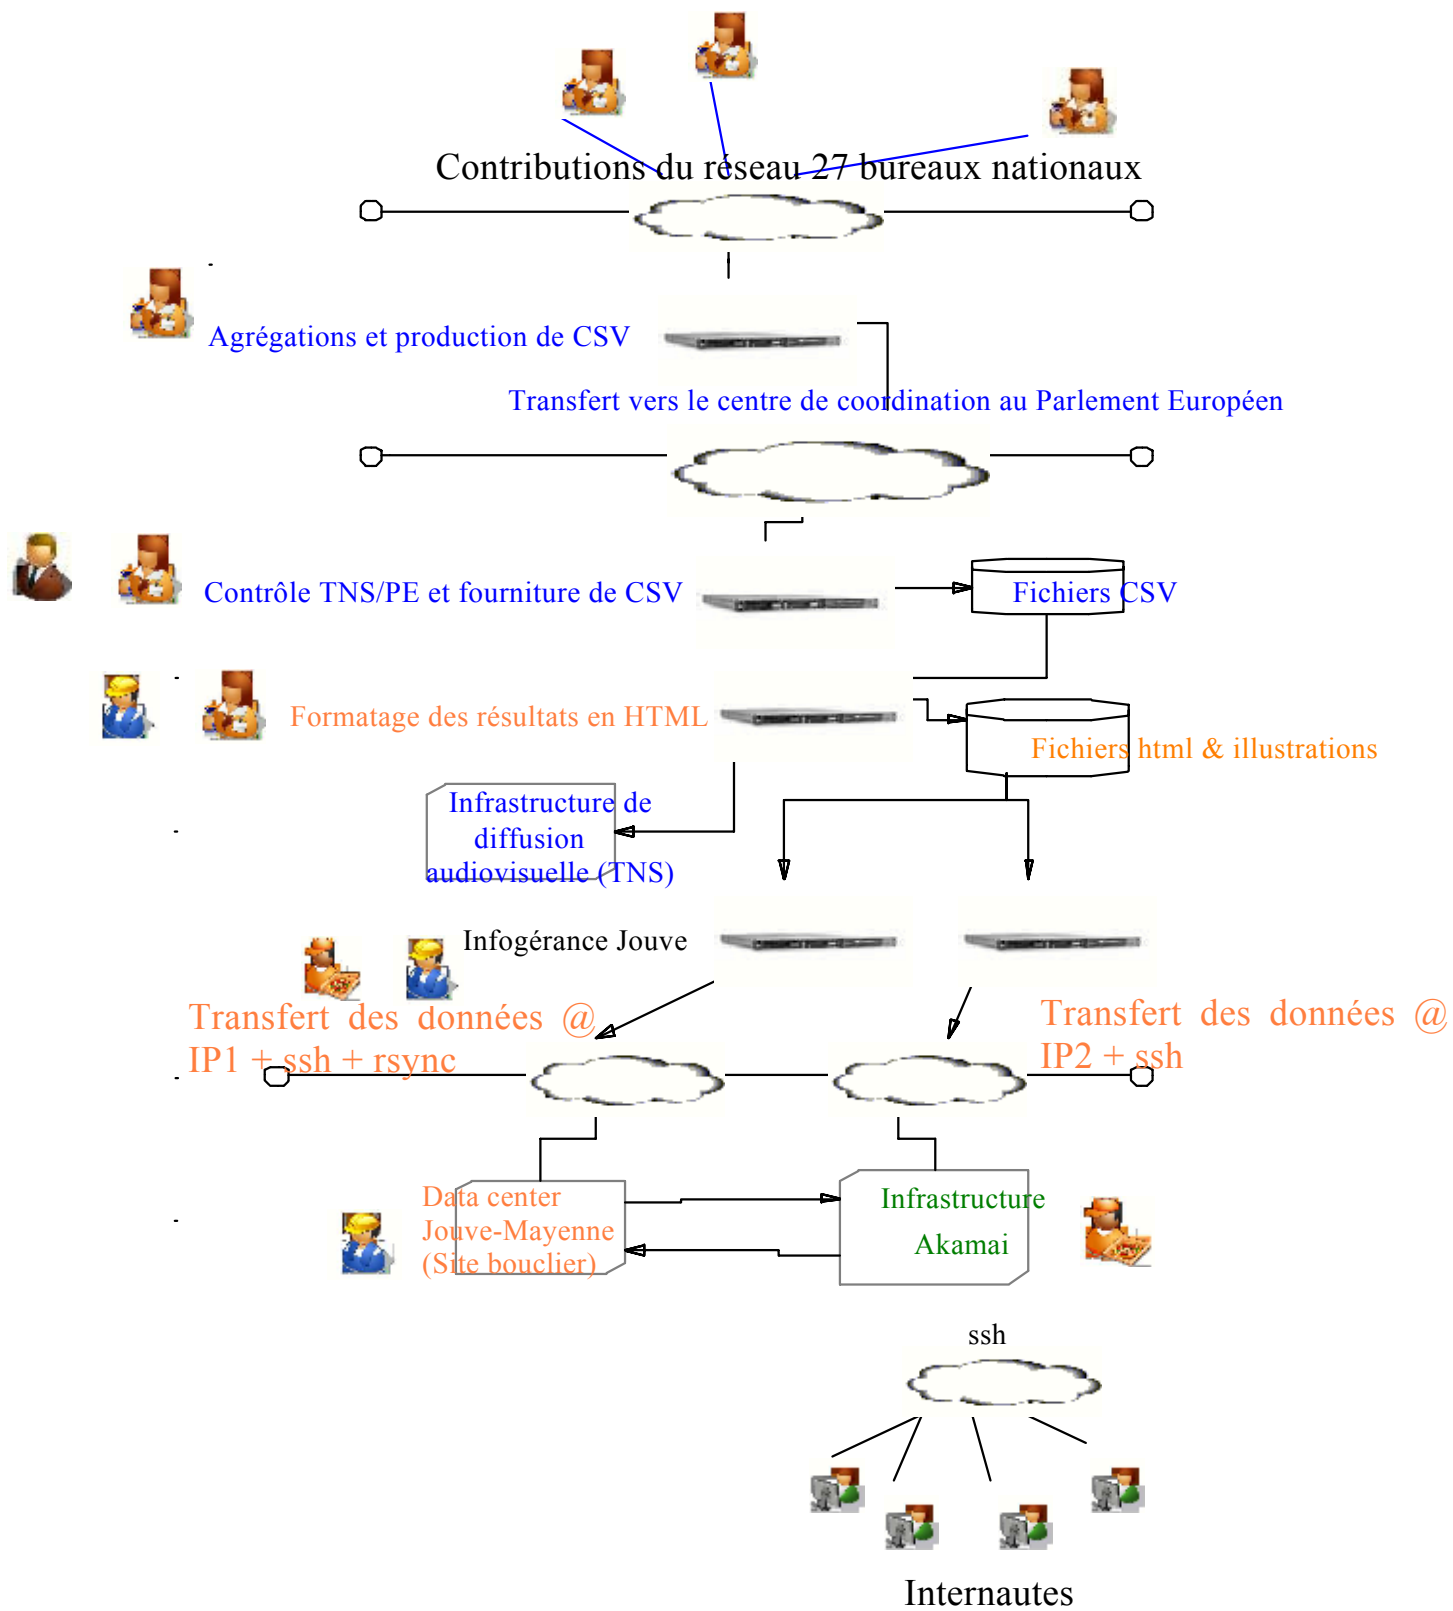 Contributions du réseau 27 bureaux nationaux
Agrégations et production de CSV
Transfert vers le centre de coordination au Parlement Européen
Contrôle TNS/PE et fourniture de CSV
Fichiers CSV
Formatage des résultats en HTML
Fichiers html & illustrations
Infrastructure de
diffusion
audiovisuelle (TNS)
Infogérance Jouve
Transfert des données @
IP1 + ssh + rsync
Transfert des données @
IP2 + ssh
Data center
Jouve-Mayenne
(Site bouclier)
Infrastructure
Akamai
ssh
Internautes